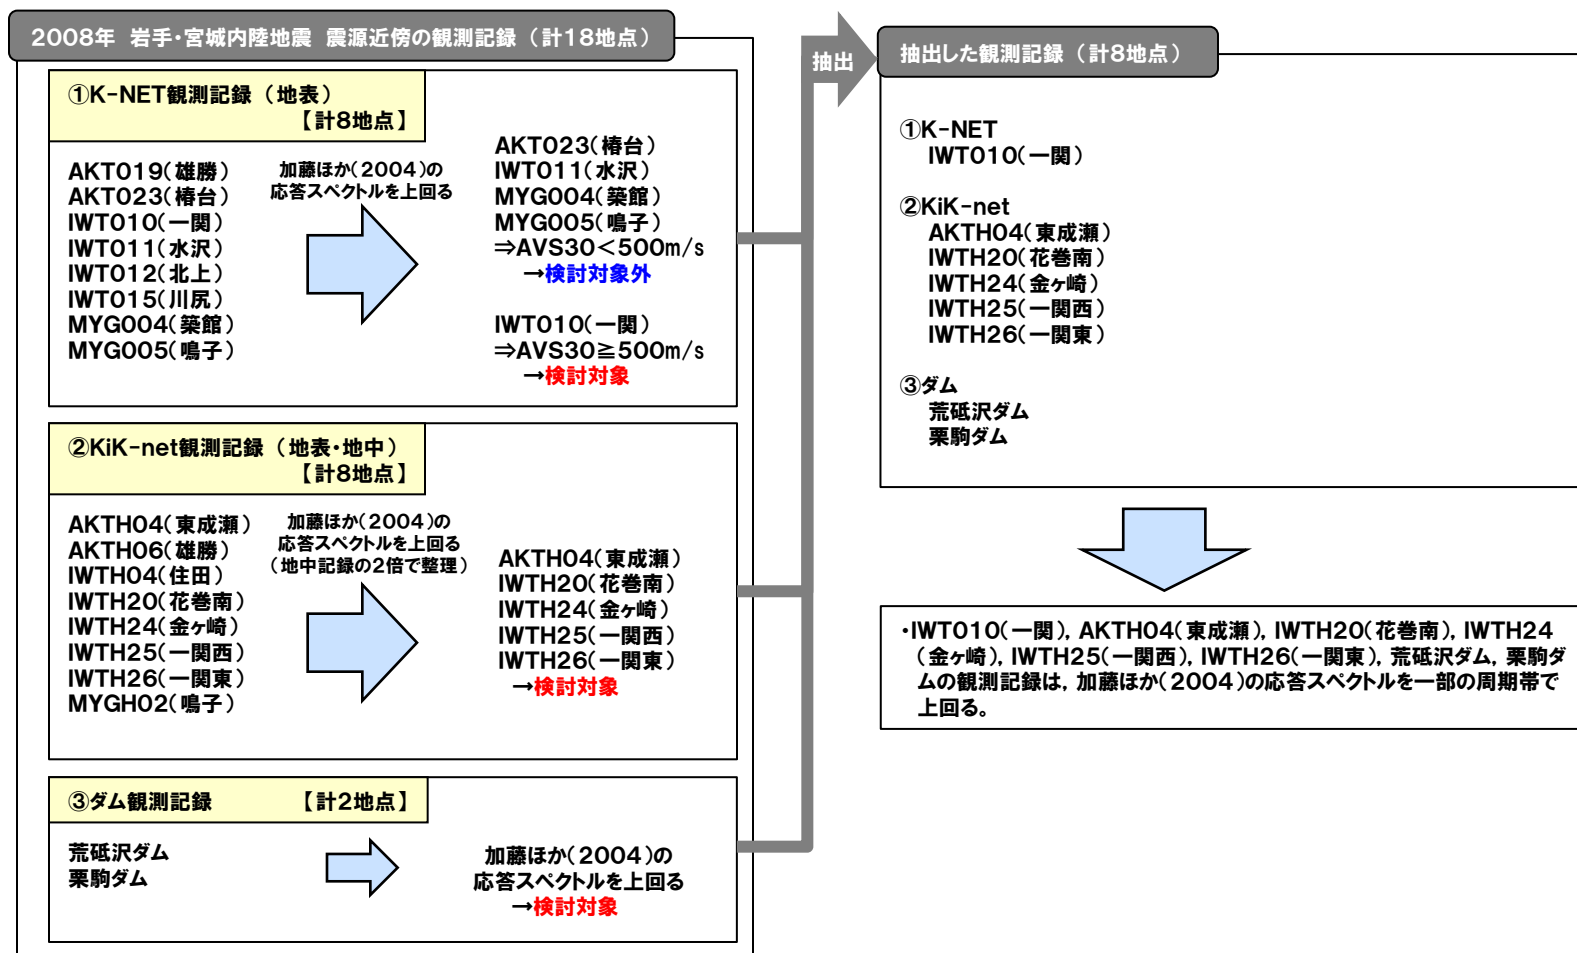 2008年 岩手・宮城内陸地震 震源近傍の観測記録（計18地点）
①K-NET観測記録（地表）
【計8地点】
AKT019(雄勝)
AKT023(椿台)
IWT010(一関)
IWT011(水沢)
IWT012(北上)
IWT015(川尻)
MYG004(築館)
MYG005(鳴子)
加藤ほか(2004)の
応答スペクトルを上回る
AKT023(椿台)
IWT011(水沢)
MYG004(築館)
MYG005(鳴子)
⇒AVS30＜500m/s
→検討対象外
IWT010(一関)
⇒AVS30≧500m/s
→検討対象
②KiK-net観測記録（地表・地中）
【計8地点】
AKTH04(東成瀬)
AKTH06(雄勝)
IWTH04(住田)
IWTH20(花巻南)
IWTH24(金ヶ崎)
IWTH25(一関西)
IWTH26(一関東)
MYGH02(鳴子)
加藤ほか(2004)の
応答スペクトルを上回る
（地中記録の2倍で整理）
AKTH04(東成瀬)
IWTH20(花巻南)
IWTH24(金ヶ崎)
IWTH25(一関西)
IWTH26(一関東)
→検討対象
③ダム観測記録 【計2地点】
荒砥沢ダム
栗駒ダム
加藤ほか(2004)の
応答スペクトルを上回る
→検討対象
抽出
抽出した観測記録（計8地点）
①K-NET
IWT010(一関)
②KiK-net
AKTH04(東成瀬)
IWTH20(花巻南)
IWTH24(金ヶ崎)
IWTH25(一関西)
IWTH26(一関東)
③ダム
荒砥沢ダム
栗駒ダム
・IWT010(一関), AKTH04(東成瀬), IWTH20(花巻南), IWTH24
(金ヶ崎), IWTH25(一関西), IWTH26(一関東), 荒砥沢ダム, 栗駒ダ
ムの観測記録は, 加藤ほか(2004)の応答スペクトルを一部の周期帯で
上回る。